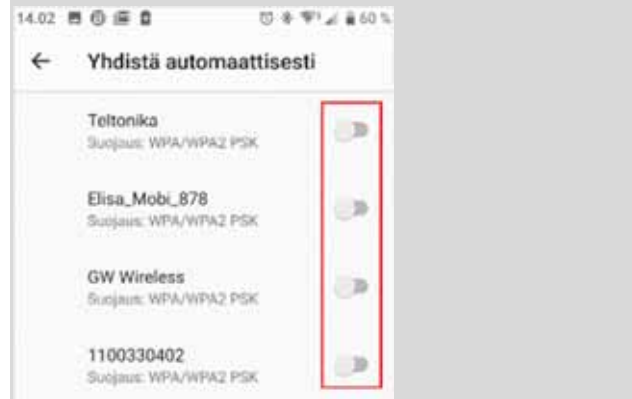 14.02 60 %
Yhdistä automaattisesti
Teltonika
Suojaus: WPA/WPA2 PSK
Elisa_Mobi_878
Suojaus: WPA/WPA2 PSK
GW Wireless
Suojaus: WPA/WPA2 PSK
1100330402
Suojaus: WPA/WPA2 PSK